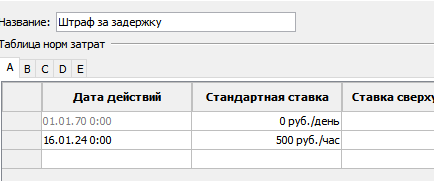 Название: Штраф за задержку
Таблица норм затрат
A B C D E
Дата действий Стандартная ставка Ставка сверху
01.01.70 0:00 0 руб./день
16.01.24 0:00 500 руб./час